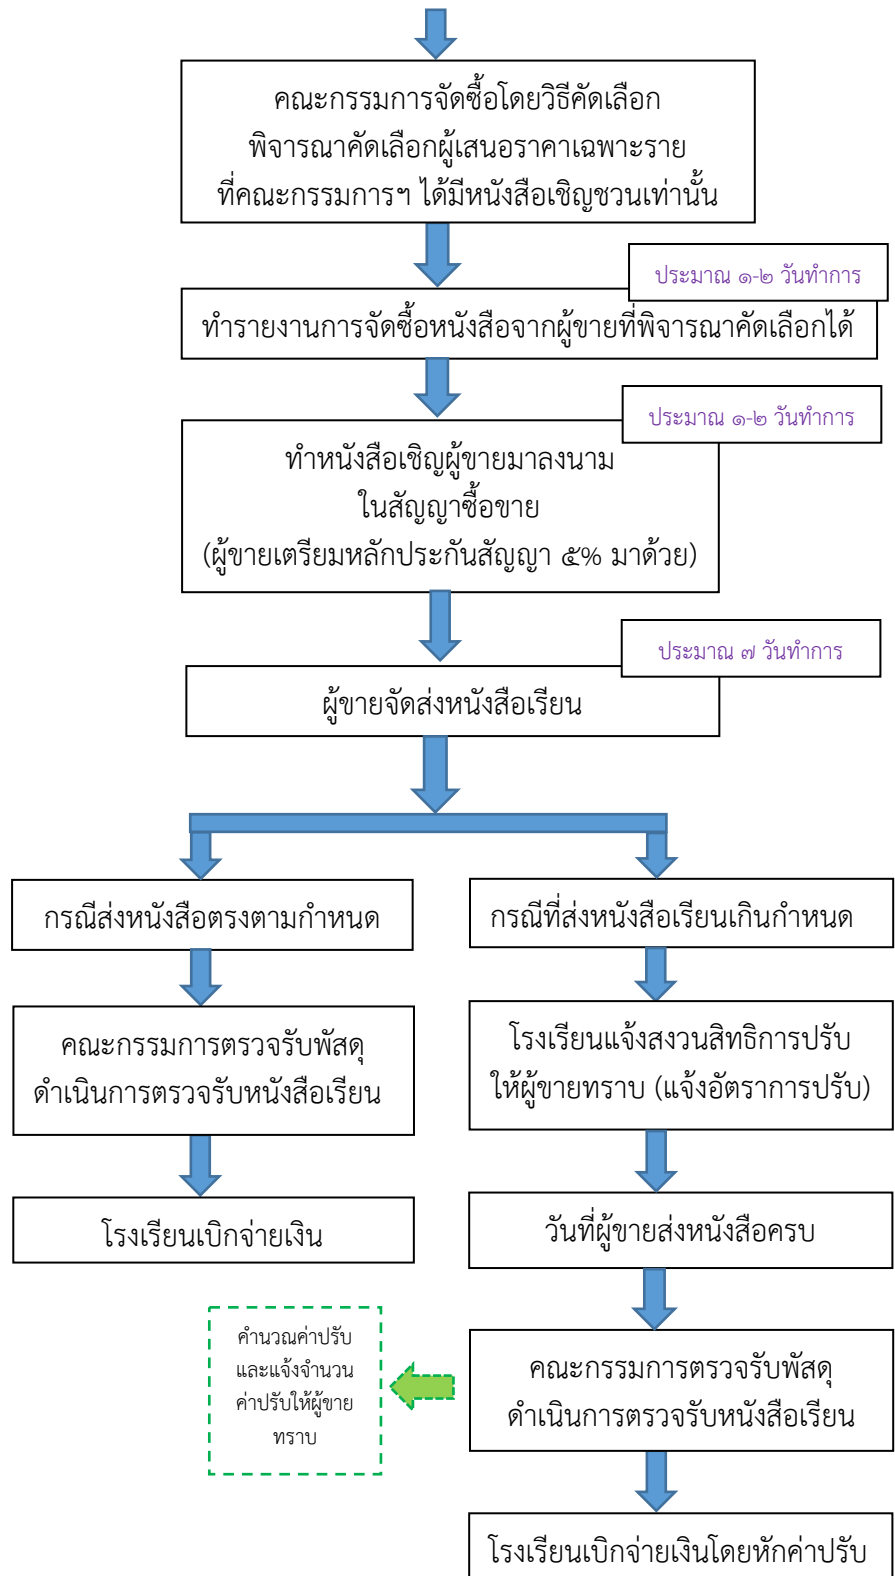 คณะกรรมการจัดซื้อโดยวิธีคัดเลือก
พิจารณาคัดเลือกผู้เสนอราคาเฉพาะราย
ที่คณะกรรมการฯ ได้มีหนังสือเชิญชวนเท่านั้น
ประมาณ ๑-๒ วันทำการ
ทำรายงานการจัดซื้อหนังสือจากผู้ขายที่พิจารณาคัดเลือกได้
ประมาณ ๑-๒ วันทำการ
ทำหนังสือเชิญผู้ขายมาลงนาม
ในสัญญาซื้อขาย
(ผู้ขายเตรียมหลักประกันสัญญา ๕% มาด้วย)
ประมาณ ๗ วันทำการ
ผู้ขายจัดส่งหนังสือเรียน
กรณีส่งหนังสือตรงตามกำหนด
คณะกรรมการตรวจรับพัสดุ
ดำเนินการตรวจรับหนังสือเรียน
โรงเรียนเบิกจ่ายเงิน
กรณีที่ส่งหนังสือเรียนเกินกำหนด
โรงเรียนแจ้งสงวนสิทธิการปรับ
ให้ผู้ขายทราบ (แจ้งอัตราการปรับ)
วันที่ผู้ขายส่งหนังสือครบ
คณะกรรมการตรวจรับพัสดุ
ดำเนินการตรวจรับหนังสือเรียน
คำนวณค่าปรับ
และแจ้งจำนวน
ค่าปรับให้ผู้ขาย
ทราบ
โรงเรียนเบิกจ่ายเงินโดยหักค่าปรับ